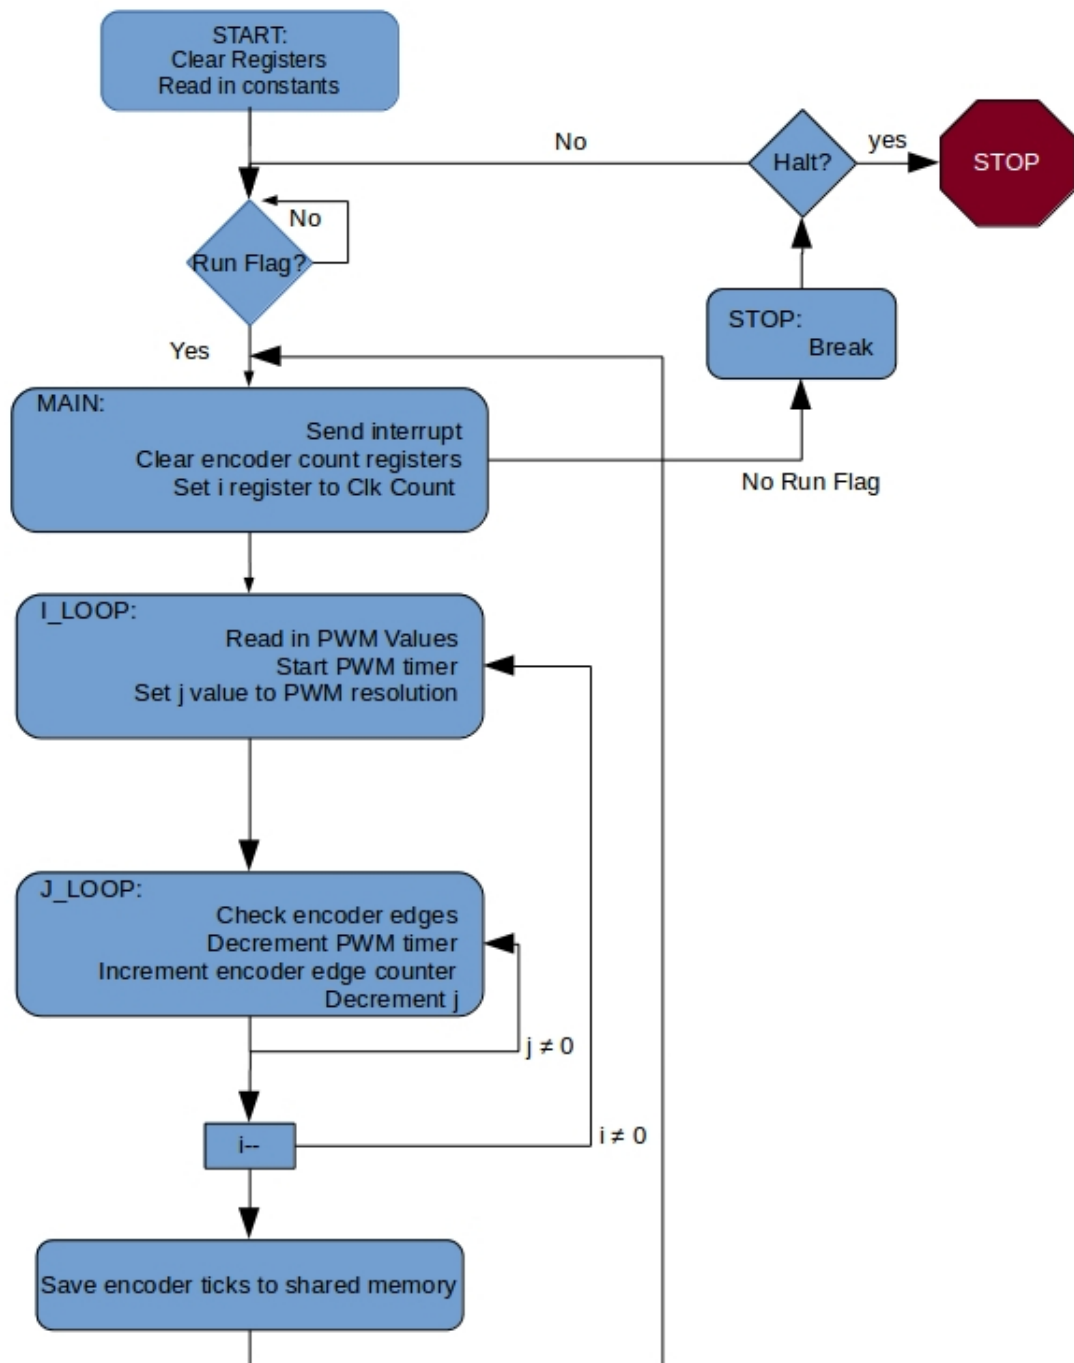 START:
Clear Registers
Read in constants
No
Halt?
yes
STOP
No
Run Flag?
STOP:
Break
Yes
MAIN:
Send interrupt
Clear encoder count registers
Set i register to Clk Count
No Run Flag
I_LOOP:
Read in PWM Values
Start PWM timer
Set j value to PWM resolution
J_LOOP:
Check encoder edges
Decrement PWM timer
Increment encoder edge counter
Decrement j
j ≠ 0
i--
i ≠ 0
Save encoder ticks to shared memory